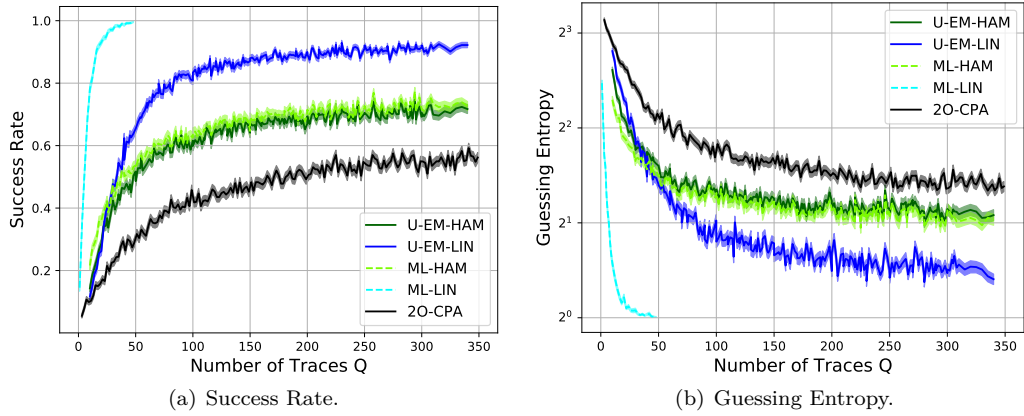 1.0
0.8
0.6
0.4
0.2
Success Rate
U-EM-HAM
U-EM-LIN
ML-HAM
ML-LIN
2O-CPA
0 50 100 150 200 250 300 350
Number of Traces Q
(a) Success Rate.
2^3
2^2
2^1
2^0
Guessing Entropy
U-EM-HAM
U-EM-LIN
ML-HAM
ML-LIN
2O-CPA
0 50 100 150 200 250 300 350
Number of Traces Q
(b) Guessing Entropy.